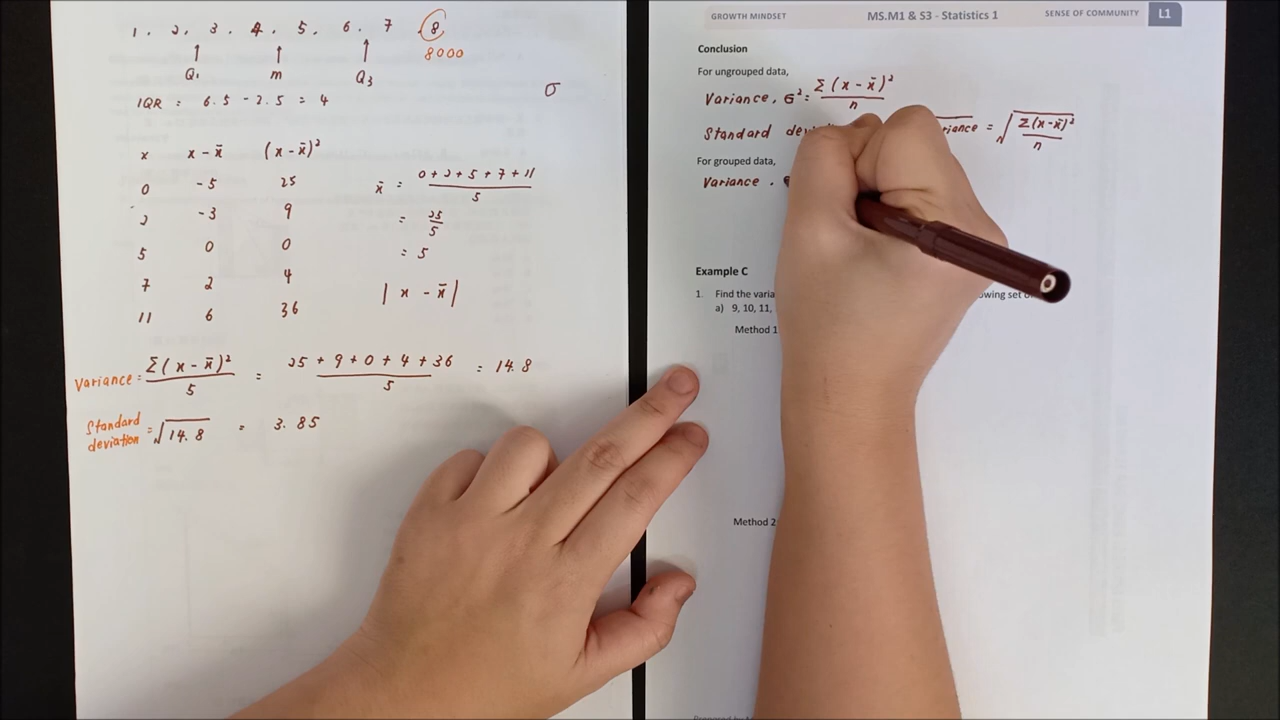 1. 2. 3. 4. 5. 6. 7 . 8
8000
Q₁ m Q₃
IQR = 6.5 - 2.5 = 4
σ
x x - x̄ (x - x̄)²
0 -5 25
2 -3 9
5 0 0
7 2 4
11 6 36
x̄ = 0 + 2 + 5 + 7 + 11 / 5
= 25/5
= 5
| x - x̄ |
Variance = Σ(x - x̄)² / 5 = 25 + 9 + 0 + 4 + 36 / 5 = 14.8
Standard deviation = √14.8 = 3.85
GROWTH MINDSET MS.M1 & S3 - Statistics 1 SENSE OF COMMUNITY L1
Conclusion
For ungrouped data,
Variance, σ² = Σ(x - x̄)² / n
Standard = √Σ(x - x̄)² / n
For grouped data,
Variance .
Example C
1. Find the set
a) 9, 10, 11,
Method 1
Method 2
Prepared